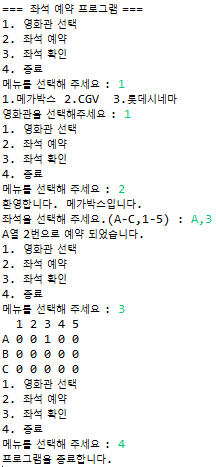 === 좌석 예약 프로그램 ===
1. 영화관 선택
2. 좌석 예약
3. 좌석 확인
4. 종료
메뉴를 선택해 주세요 : 1
1.메가박스 2.CGV 3.롯데시네마
영화관을 선택해주세요 : 1
1. 영화관 선택
2. 좌석 예약
3. 좌석 확인
4. 종료
메뉴를 선택해 주세요 : 2
환영합니다. 메가박스입니다.
좌석을 선택해 주세요.(A-C,1-5) : A,3
A열 2번으로 예약 되었습니다.
1. 영화관 선택
2. 좌석 예약
3. 좌석 확인
4. 종료
메뉴를 선택해 주세요 : 3
1 2 3 4 5
A 0 0 1 0 0
B 0 0 0 0 0
C 0 0 0 0 0
1. 영화관 선택
2. 좌석 예약
3. 좌석 확인
4. 종료
메뉴를 선택해 주세요 : 4
프로그램을 종료합니다.